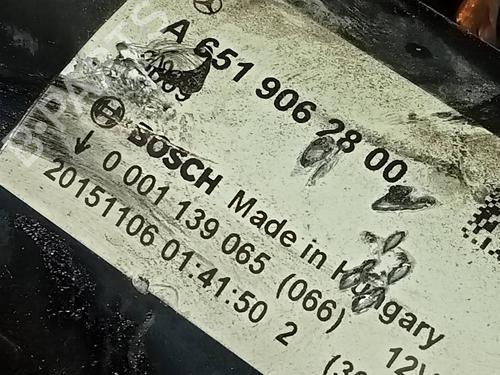 A 651 906 28 00
BOSCH Made in Hungary
0 001 139 065 (066) 12V
20151106 01:41:50 2
B-PARTS